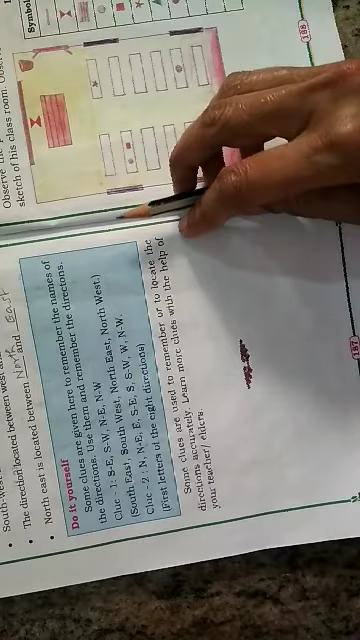 Symbol
Observe the
sketch of his class room. Observ
188
South-west
• The direction located between west and
• North east is located between North and East
Do it yourself
Some clues are given here to remember the names of
the directions. Use them and remember the directons.
Clue - 1: S-E, S-W, N-E, N-W
(South East, South West, North East, North West.)
Clue - 2 : N, N-E, E, S-E, S, S-W, W, N-W.
(First letters of the eight directions)
Some clues are used to remember or to locate the
directions accurately. Learn more clues with the help of
your teacher/ elders.
187